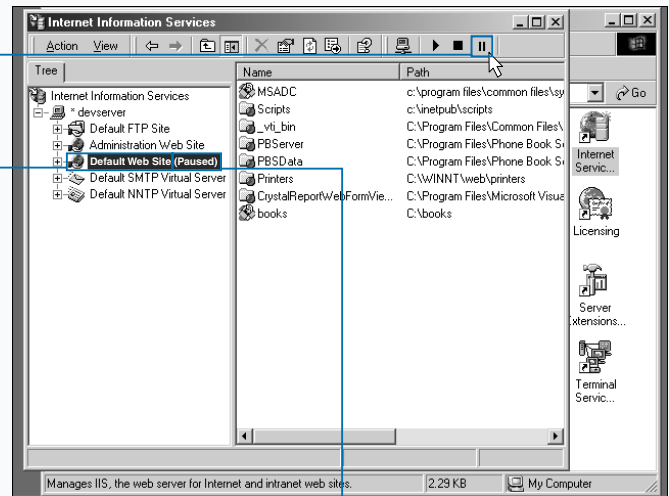 Internet Information Services
Action View
Tree
Name Path
Internet Information Services
* devserver
Default FTP Site
Administration Web Site
Default Web Site (Paused)
Default SMTP Virtual Server
Default NNTP Virtual Server
MSADC c:\program files\common files\sy
Scripts c:\inetpub\scripts
_vti_bin C:\Program Files\Common Files\
PBServer C:\Program Files\Phone Book Se
PBSData C:\Program Files\Phone Book Se
Printers C:\WINNT\web\printers
CrystalReportWebFormVie... C:\Program Files\Microsoft Visua
books C:\books
Go
Internet
Servic...
Licensing
Server
Extensions...
Terminal
Servic...
Manages IIS, the web server for Internet and intranet web sites. 2.29 KB My Computer